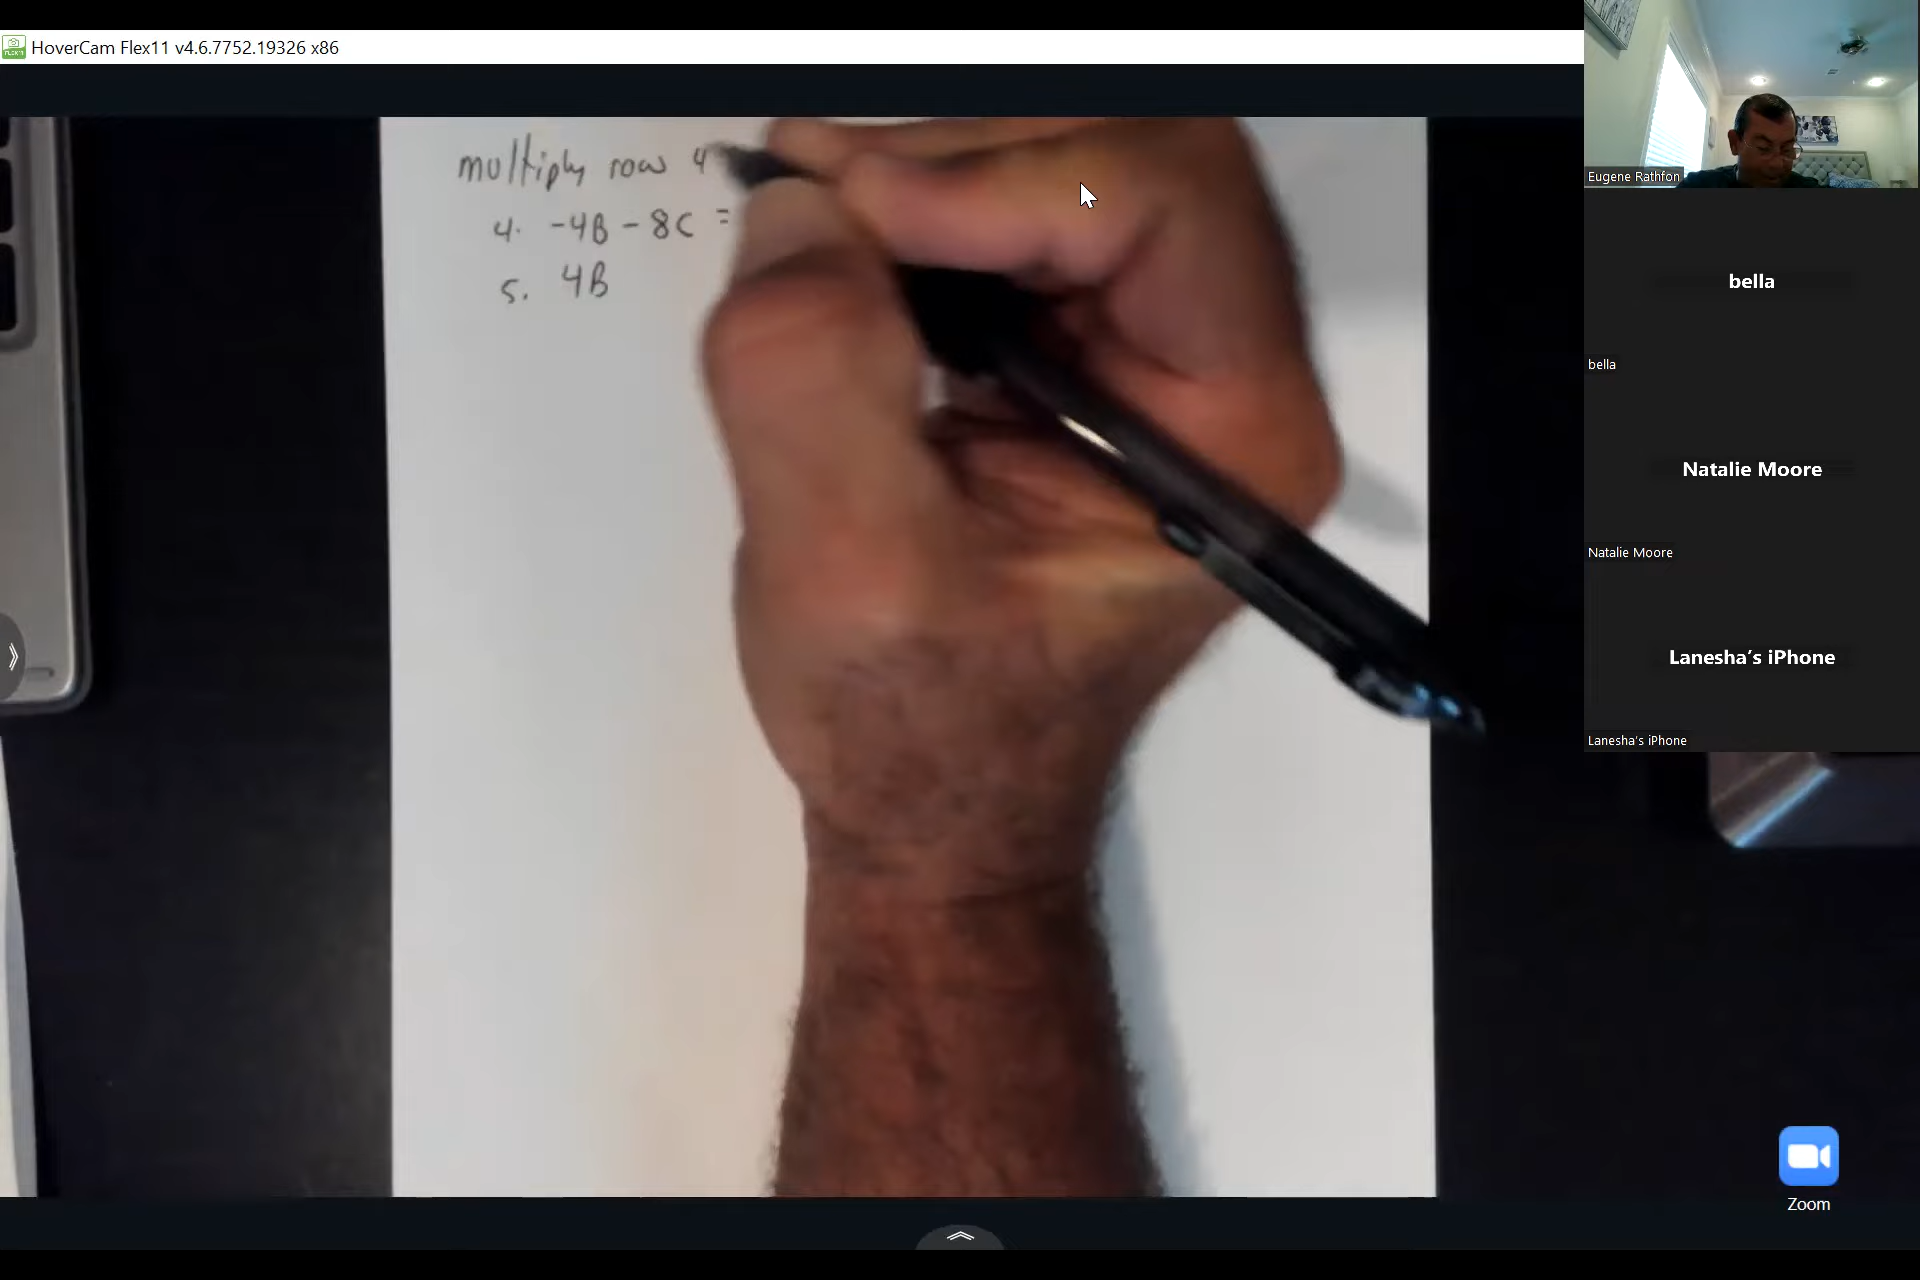 HoverCam Flex11 v4.6.7752.19326 x86
multiply row 4
4. -4B - 8C =
5. 4B
Eugene Rathfon
bella
bella
Natalie Moore
Natalie Moore
Lanesha's iPhone
Lanesha's iPhone
Zoom